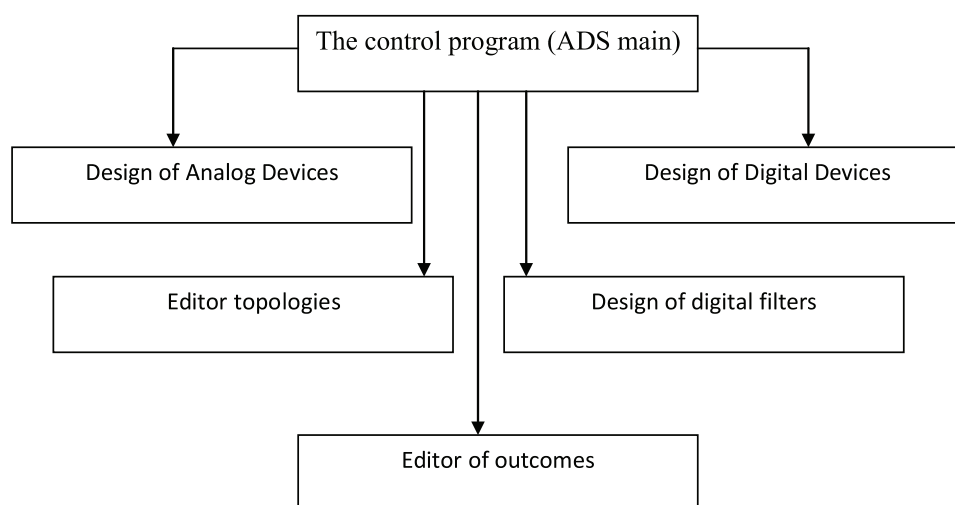 The control program (ADS main)
Design of Analog Devices
Design of Digital Devices
Editor topologies
Design of digital filters
Editor of outcomes